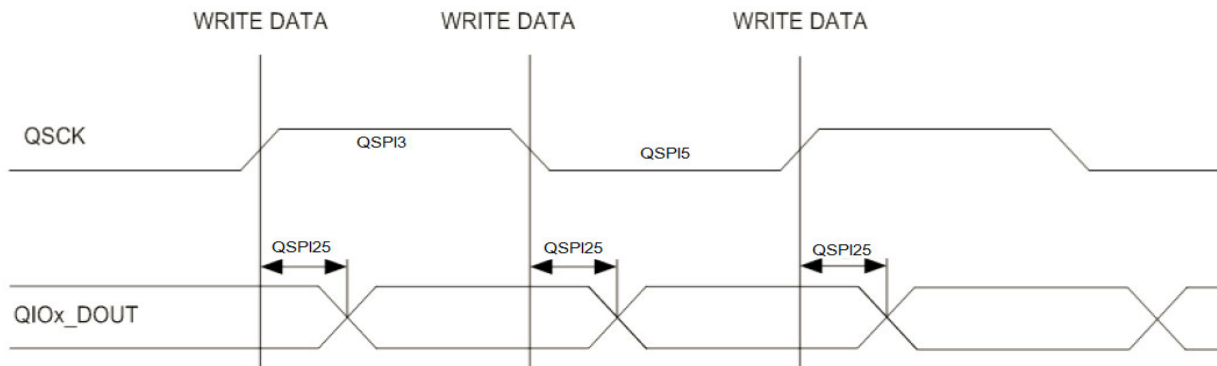 WRITE DATA WRITE DATA WRITE DATA
QSCK QSPI3 QSPI5
QSPI25 QSPI25 QSPI25
QIOx_DOUT